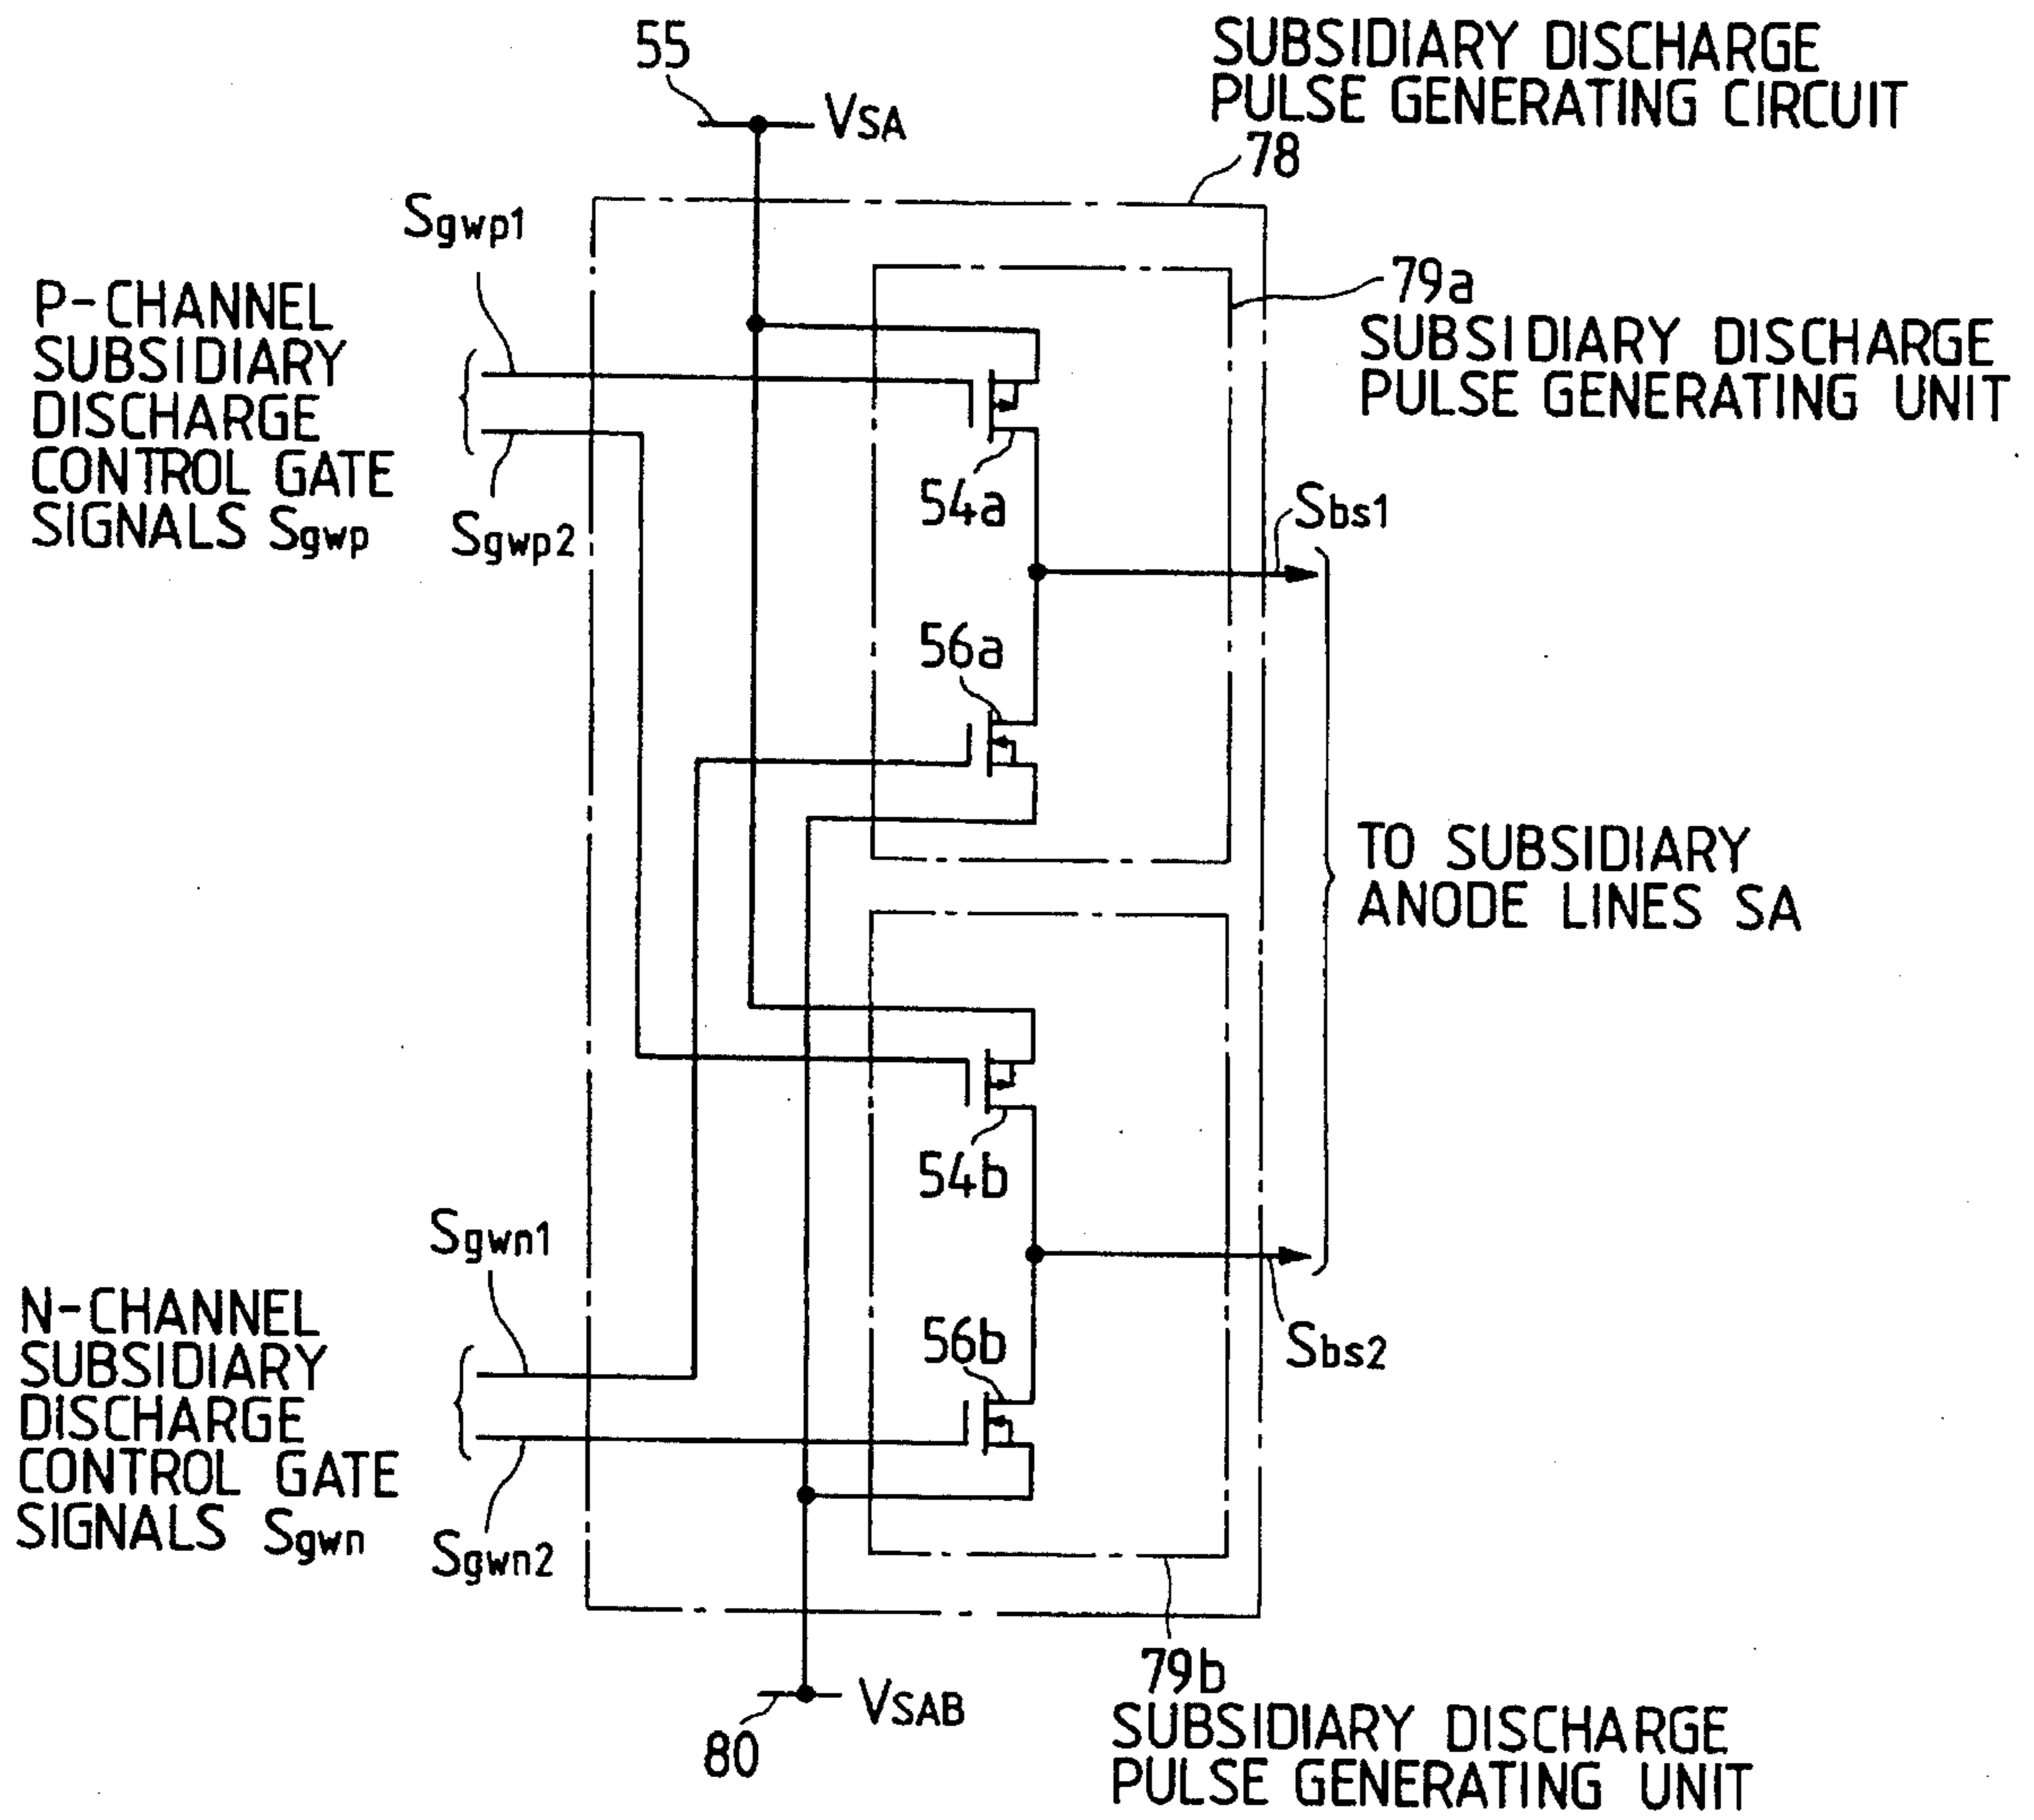 55
VSA
SUBSIDIARY DISCHARGE
PULSE GENERATING CIRCUIT
78
Sgwp1
P-CHANNEL
SUBSIDIARY
DISCHARGE
CONTROL GATE
SIGNALS Sgwp
Sgwp2
79a
SUBSIDIARY DISCHARGE
PULSE GENERATING UNIT
54a
Sbs1
56a
TO SUBSIDIARY
ANODE LINES SA
54b
Sgwn1
N-CHANNEL
SUBSIDIARY
DISCHARGE
CONTROL GATE
SIGNALS Sgwn
Sgwn2
56b
Sbs2
79b
SUBSIDIARY DISCHARGE
PULSE GENERATING UNIT
80
VSAB